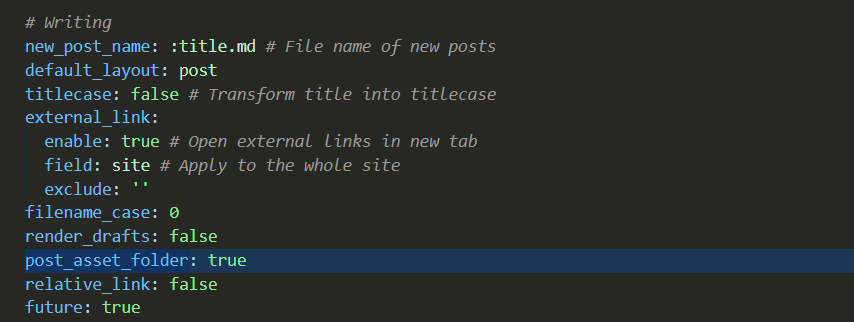 # Writing
new_post_name: :title.md # File name of new posts
default_layout: post
titlecase: false # Transform title into titlecase
external_link:
  enable: true # Open external links in new tab
  field: site # Apply to the whole site
  exclude: ''
filename_case: 0
render_drafts: false
post_asset_folder: true
relative_link: false
future: true